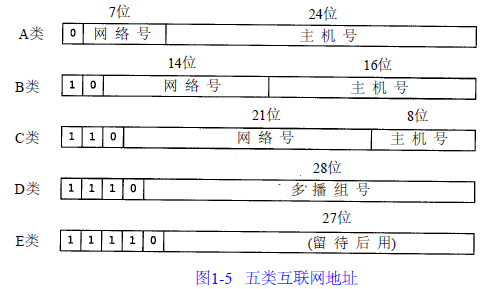 7位 24位
A类 0 网络号 主机号
14位 16位
B类 1 0 网络号 主机号
21位 8位
C类 1 1 0 网络号 主机号
28位
D类 1 1 1 0 多播组号
27位
E类 1 1 1 1 0 (留待后用)
图1-5 五类互联网地址